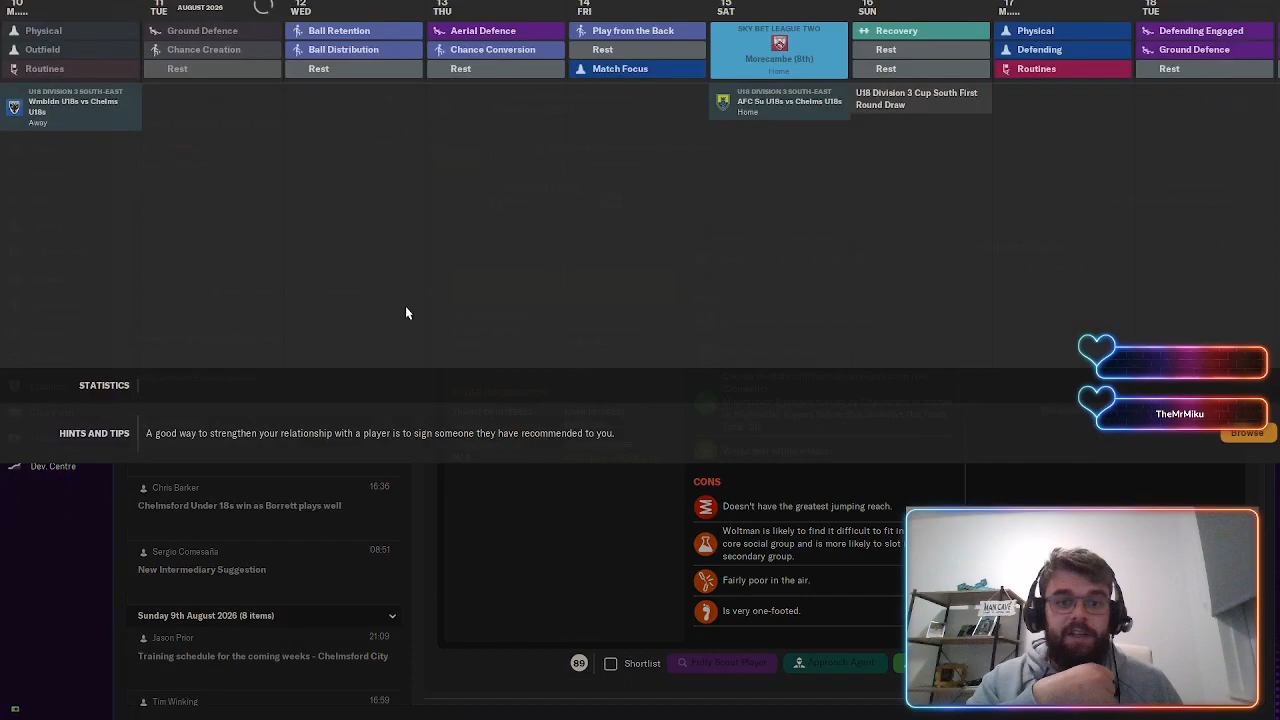 10
11
AUGUST 2026
12
13
14
15
16
17
18
M.....
TUE
WED
THU
FRI
SAT
SUN
M.....
TUE
Physical
Ground Defence
Ball Retention
Aerial Defence
Play from the Back
SKY BET LEAGUE TWO
Recovery
Physical
Defending Engaged
Outfield
Chance Creation
Ball Distribution
Chance Conversion
Rest
Morecambe (8th)
Rest
Defending
Ground Defence
Routines
Rest
Rest
Rest
Match Focus
Home
Rest
Routines
Rest
U18 DIVISION 3 SOUTH-EAST
Wmbldn U18s vs Chelms
U18s
Away
U18 DIVISION 3 SOUTH-EAST
AFC Su U18s vs Chelms U18s
Home
U18 Division 3 Cup South First
Round Draw
STATISTICS
HINTS AND TIPS
A good way to strengthen your relationship with a player is to sign someone they have recommended to you.
TheMrMiku
Browse
Dev. Centre
Chris Barker
16:36
Chelmsford Under 18s win as Borrett plays well
Sergio Comesaña
08:51
New Intermediary Suggestion
Sunday 9th August 2026 (8 items)
Jason Prior
21:09
Training schedule for the coming weeks - Chelmsford City
Tim Winking
16:59
CONS
Doesn't have the greatest jumping reach.
Woltman is likely to find it difficult to fit in
core social group and is more likely to slot
secondary group.
Fairly poor in the air.
Is very one-footed.
89
Shortlist
Fully Scout Player
Approach Agent
MAN CAVE